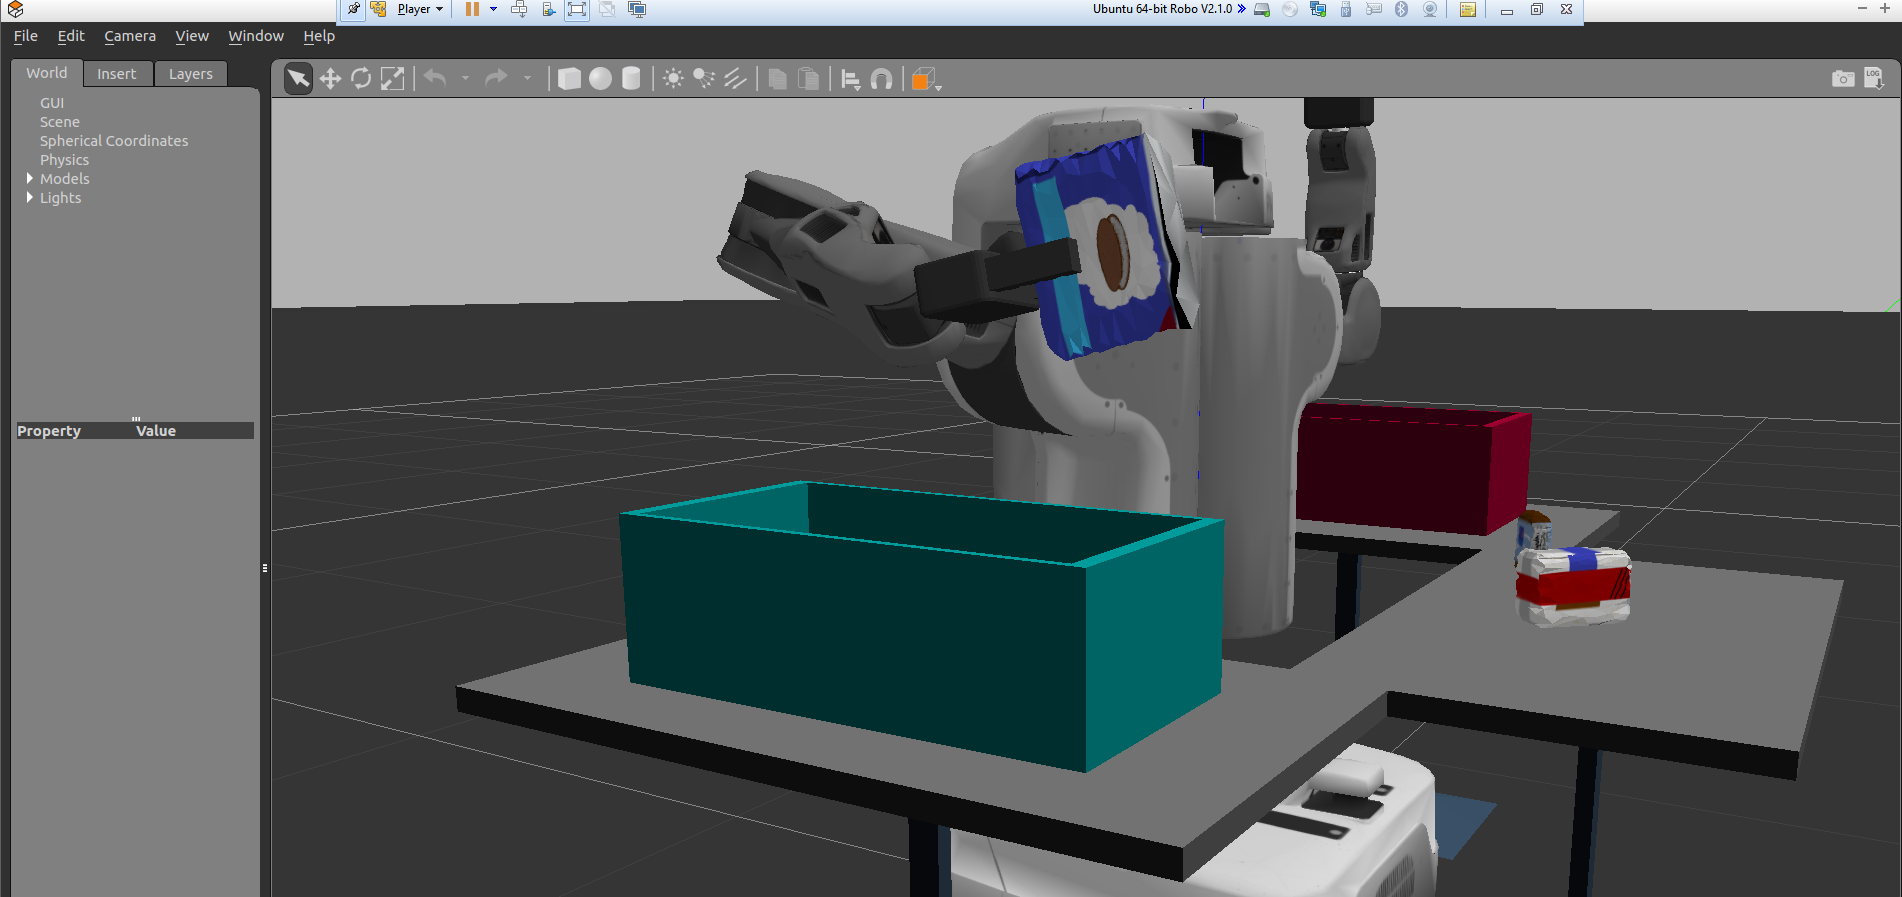 Player
Ubuntu 64-bit Robo V2.1.0
File Edit Camera View Window Help
World Insert Layers
GUI
Scene
Spherical Coordinates
Physics
Models
Lights
Property Value
LOG